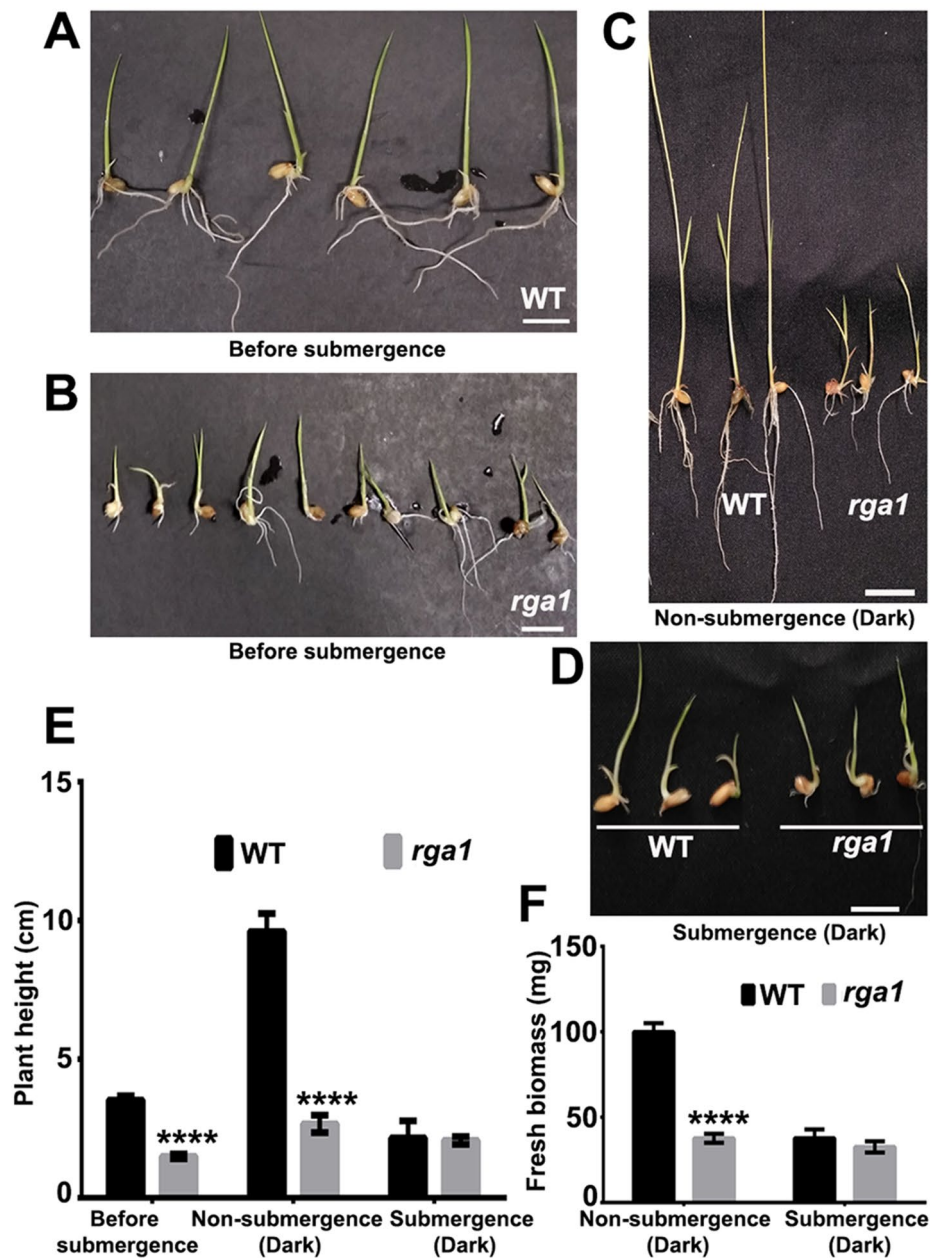 A
WT
Before submergence
B
rga1
Before submergence
C
WT
rga1
Non-submergence (Dark)
D
WT
rga1
Submergence (Dark)
E
Plant height (cm)
15
10
5
0
WT
rga1
****
****
Before
submergence
Non-submergence
(Dark)
Submergence
(Dark)
F
Fresh biomass (mg)
150
100
50
0
WT
rga1
****
Non-submergence
(Dark)
Submergence
(Dark)